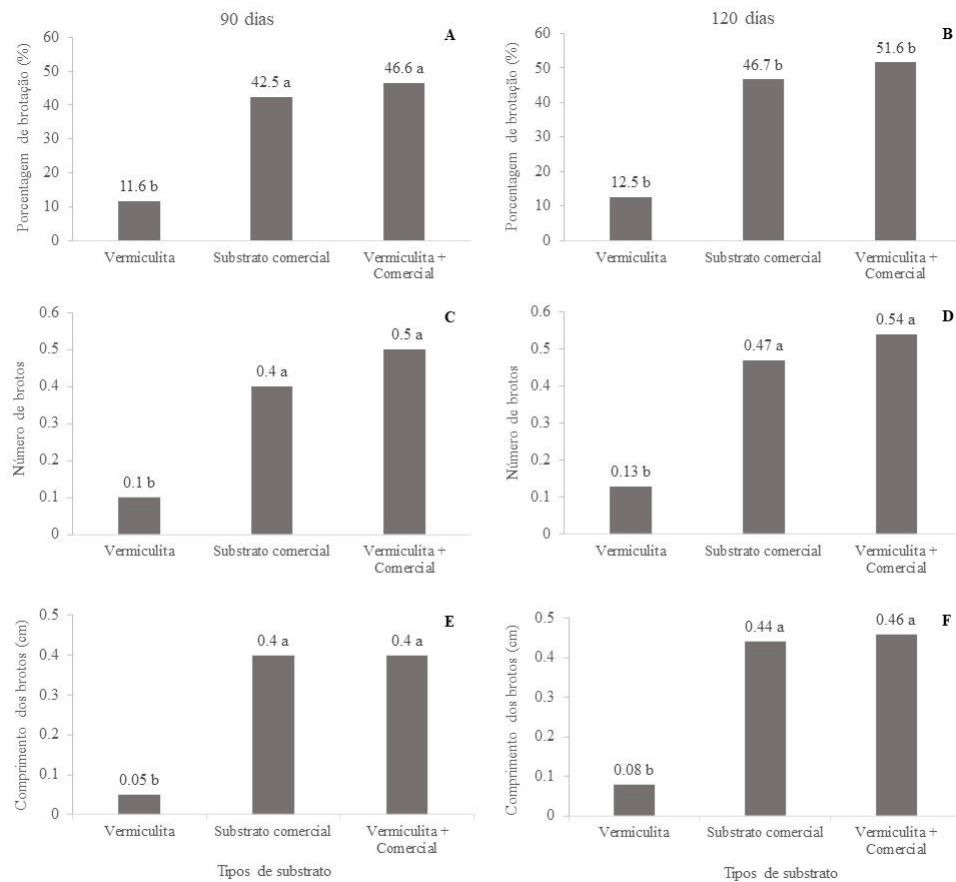 90 dias
A
Porcentagem de brotação (%)
60
50
40
30
20
10
0
11.6 b
42.5 a
46.6 a
Vermiculita
Substrato comercial
Vermiculita +
Comercial
120 dias
B
Porcentagem de brotação (%)
60
50
40
30
20
10
0
12.5 b
46.7 b
51.6 b
Vermiculita
Substrato comercial
Vermiculita +
Comercial
C
Número de brotos
0.6
0.5
0.4
0.3
0.2
0.1
0
0.1 b
0.4 a
0.5 a
Vermiculita
Substrato comercial
Vermiculita +
Comercial
D
Número de brotos
0.6
0.5
0.4
0.3
0.2
0.1
0
0.13 b
0.47 a
0.54 a
Vermiculita
Substrato comercial
Vermiculita +
Comercial
E
Comprimento dos brotos (cm)
0.5
0.4
0.3
0.2
0.1
0
0.05 b
0.4 a
0.4 a
Vermiculita
Substrato comercial
Vermiculita +
Comercial
Tipos de substrato
F
Comprimento dos brotos (cm)
0.5
0.4
0.3
0.2
0.1
0
0.08 b
0.44 a
0.46 a
Vermiculita
Substrato comercial
Vermiculita +
Comercial
Tipos de substrato